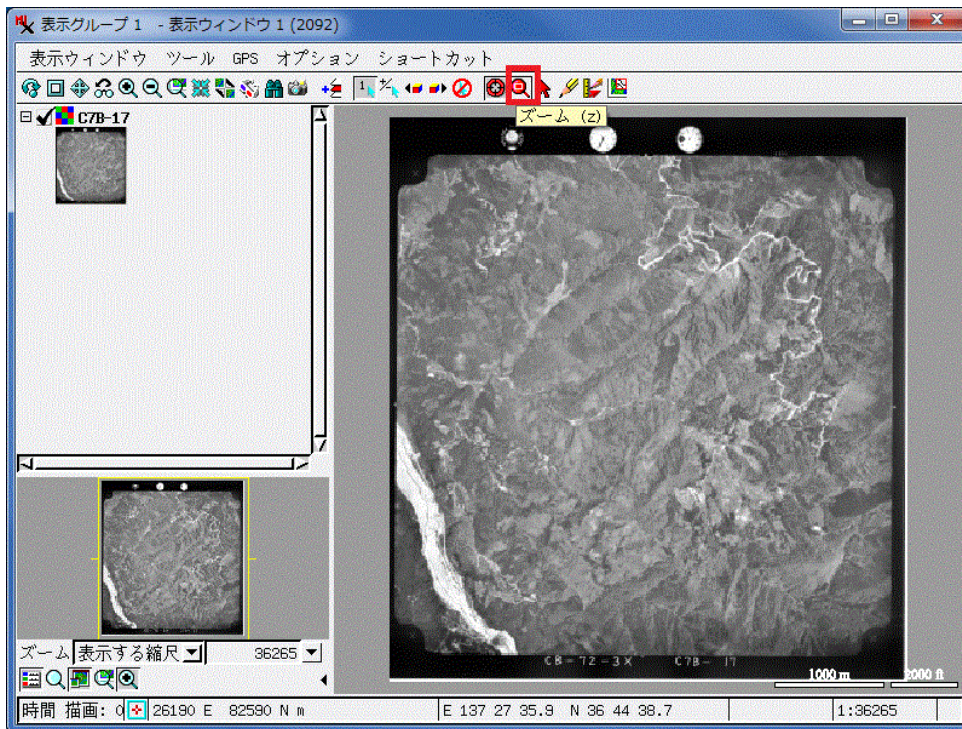 表示グループ 1 - 表示ウィンドウ 1 (2092)
表示ウィンドウ ツール GPS オプション ショートカット
ズーム (z)
C7B-17
CB-72-3X C7B-17
1000 m 2000 ft
ズーム 表示する縮尺 36265
時間 描画: 0 26190 E 82590 N m E 137 27 35.9 N 36 44 38.7 1:36265